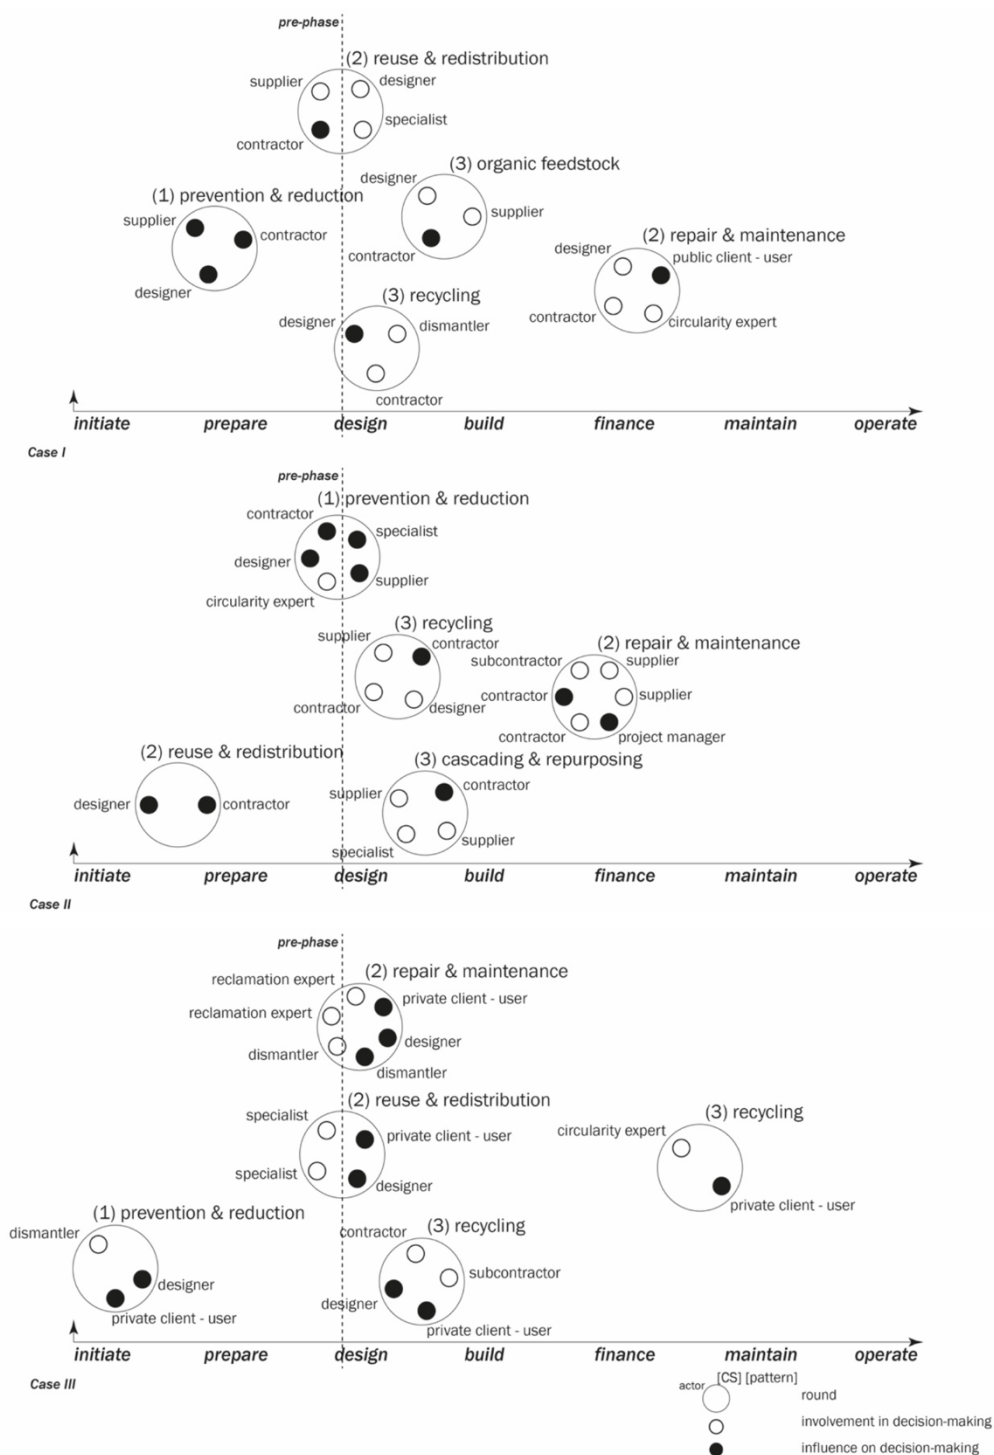 pre-phase
(2) reuse & redistribution
supplier
designer
specialist
contractor
(3) organic feedstock
designer
supplier
contractor
(1) prevention & reduction
supplier
contractor
designer
(2) repair & maintenance
designer
public client - user
contractor
circularity expert
(3) recycling
designer
dismantler
contractor
initiate prepare design build finance maintain operate
Case I
pre-phase
(1) prevention & reduction
contractor
specialist
designer
supplier
circularity expert
(3) recycling
supplier
contractor
contractor
designer
(2) repair & maintenance
subcontractor
supplier
contractor
supplier
contractor
project manager
(2) reuse & redistribution
designer
contractor
(3) cascading & repurposing
supplier
contractor
specialist
supplier
initiate prepare design build finance maintain operate
Case II
pre-phase
(2) repair & maintenance
reclamation expert
private client - user
reclamation expert
designer
dismantler
dismantler
(2) reuse & redistribution
specialist
private client - user
specialist
designer
(3) recycling
circularity expert
private client - user
(1) prevention & reduction
dismantler
designer
private client - user
(3) recycling
contractor
subcontractor
designer
private client - user
initiate prepare design build finance maintain operate
Case III
actor [CS] [pattern]
round
involvement in decision-making
influence on decision-making